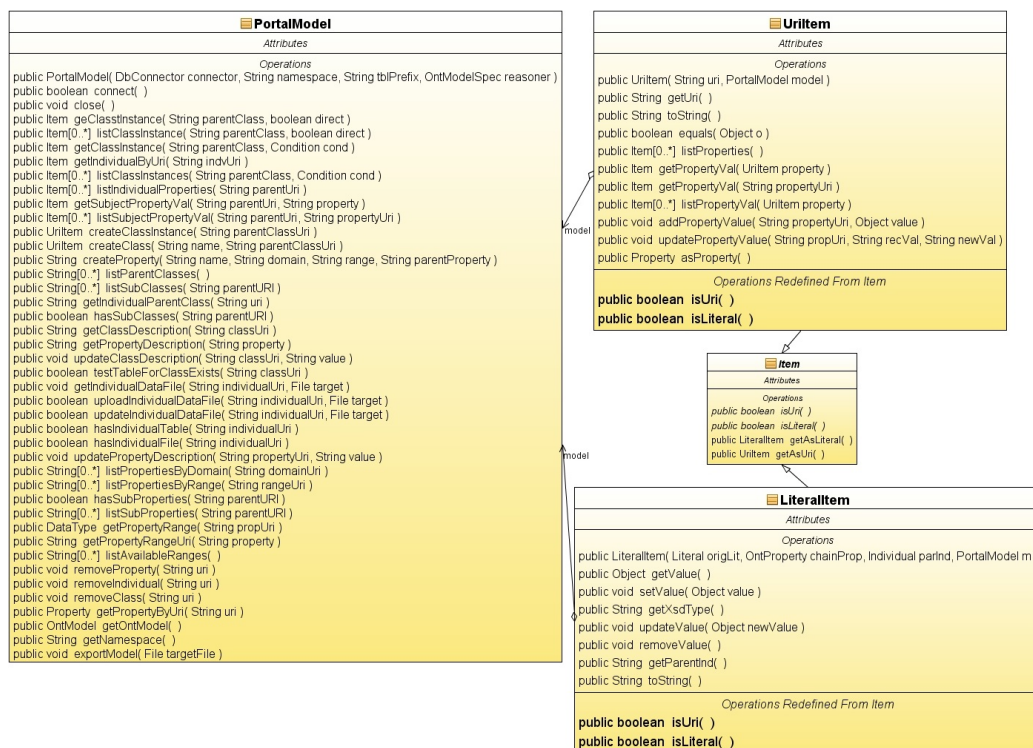 PortalModel
Attributes
Operations
public PortalModel( DbConnector connector, String namespace, String tblPrefix, OntModelSpec reasoner )
public boolean connect( )
public void close( )
public Item geClasstInstance( String parentClass, boolean direct )
public Item[0..*] listClassInstance( String parentClass, boolean direct )
public Item getClassInstance( String parentClass, Condition cond )
public Item getIndividualByUri( String indvUri )
public Item[0..*] listClassInstances( String parentClass, Condition cond )
public Item[0..*] listIndividualProperties( String parentUri )
public Item getSubjectPropertyVal( String parentUri, String property )
public Item[0..*] listSubjectPropertyVal( String parentUri, String propertyUri )
public UriItem createClassInstance( String parentClassUri )
public UriItem createClass( String name, String parentClassUri )
public String createProperty( String name, String domain, String range, String parentProperty )
public String[0..*] listParentClasses( )
public String[0..*] listSubClasses( String parentURI )
public String getIndividualParentClass( String uri )
public boolean hasSubClasses( String parentURI )
public String getClassDescription( String classUri )
public String getPropertyDescription( String property )
public void updateClassDescription( String classUri, String value )
public boolean testTableForClassExists( String classUri )
public void getIndividualDataFile( String individualUri, File target )
public boolean uploadIndividualDataFile( String individualUri, File target )
public boolean updateIndividualDataFile( String individualUri, File target )
public boolean hasIndividualTable( String individualUri )
public boolean hasIndividualFile( String individualUri )
public void updatePropertyDescription( String propertyUri, String value )
public String[0..*] listPropertiesByDomain( String domainUri )
public String[0..*] listPropertiesByRange( String rangeUri )
public boolean hasSubProperties( String parentURI )
public String[0..*] listSubProperties( String parentURI )
public DataType getPropertyRange( String propUri )
public String getPropertyRangeUri( String property )
public String[0..*] listAvailableRanges( )
public void removeProperty( String uri )
public void removeIndividual( String uri )
public void removeClass( String uri )
public Property getPropertyByUri( String uri )
public OntModel getOntModel( )
public String getNamespace( )
public void exportModel( File targetFile )
model
model
UriItem
Attributes
Operations
public UriItem( String uri, PortalModel model )
public String getUri( )
public String toString( )
public boolean equals( Object o )
public Item[0..*] listProperties( )
public Item getPropertyVal( UriItem property )
public Item getPropertyVal( String propertyUri )
public Item[0..*] listPropertyVal( UriItem property )
public void addPropertyValue( String propertyUri, Object value )
public void updatePropertyValue( String propUri, String recVal, String newVal )
public Property asProperty( )
Operations Redefined From Item
public boolean isUri( )
public boolean isLiteral( )
Item
Attributes
Operations
public boolean isUri( )
public boolean isLiteral( )
public LiteralItem getAsLiteral( )
public UriItem getAsUri( )
LiteralItem
Attributes
Operations
public LiteralItem( Literal origLit, OntProperty chainProp, Individual parInd, PortalModel m
public Object getValue( )
public void setValue( Object value )
public String getXsdType( )
public void updateValue( Object newValue )
public void removeValue( )
public String getParentInd( )
public String toString( )
Operations Redefined From Item
public boolean isUri( )
public boolean isLiteral( )